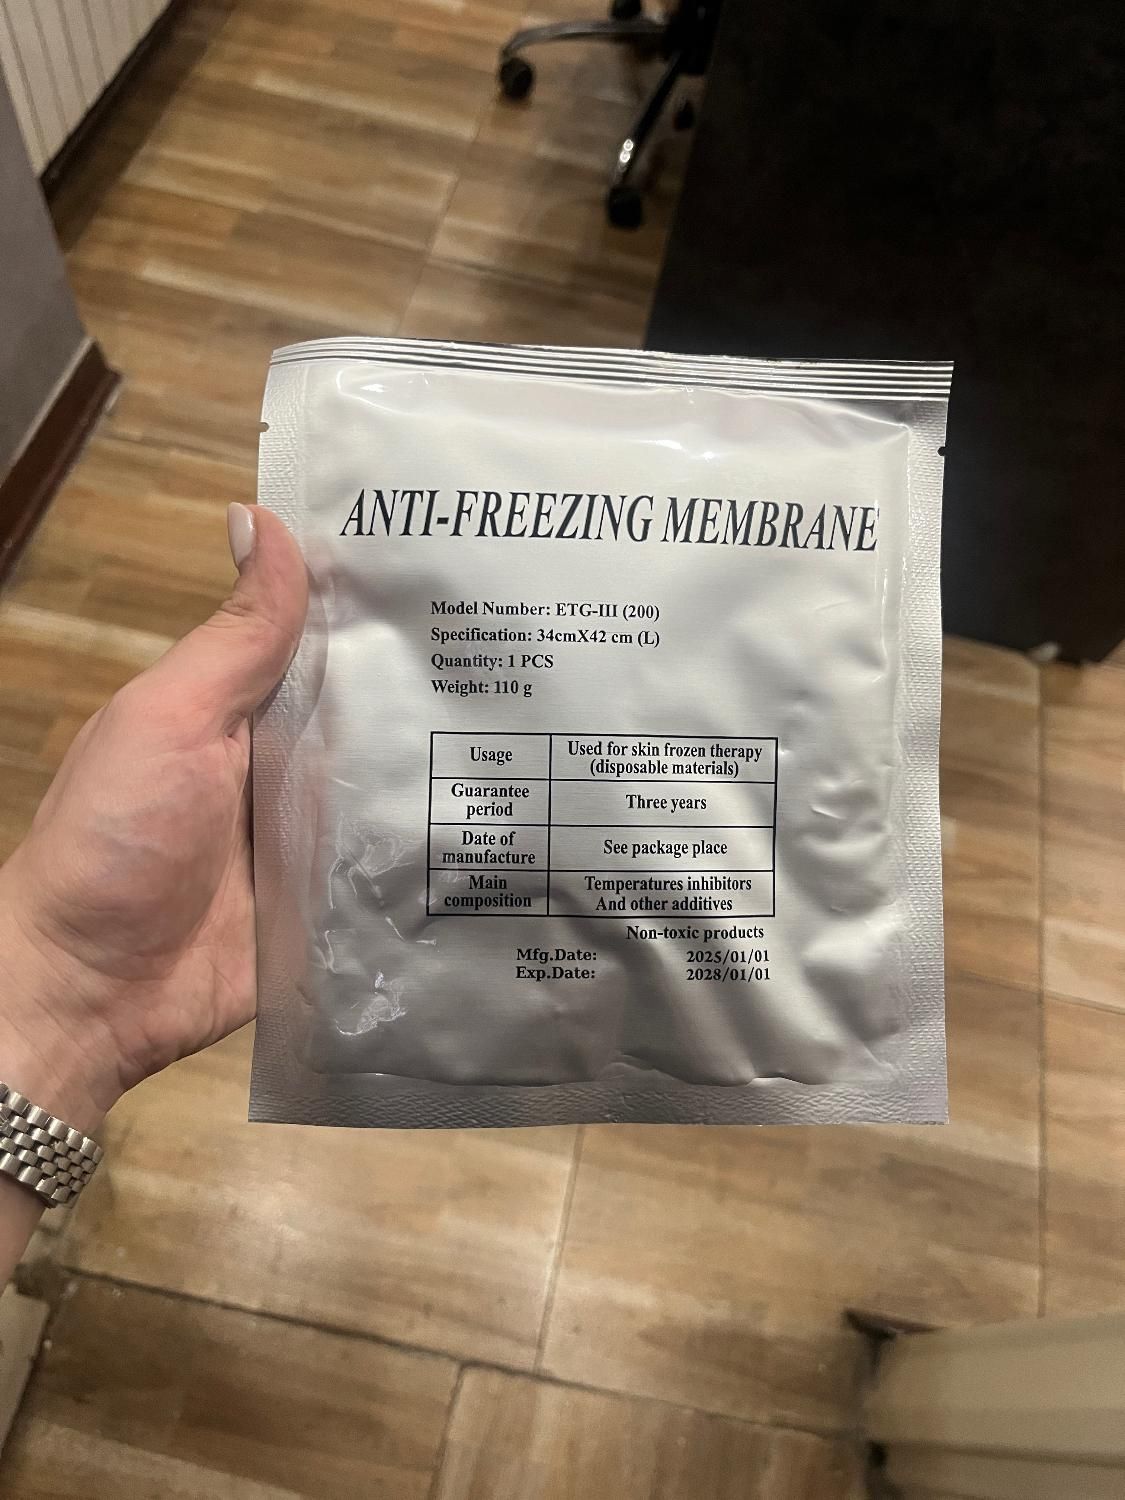 ANTI-FREEZING MEMBRANE
Model Number: ETG-III (200)
Specification: 34cmX42 cm (L)
Quantity: 1 PCS
Weight: 110 g
Usage
Used for skin frozen therapy
(disposable materials)
Guarantee
period
Three years
Date of
manufacture
See package place
Main
composition
Temperatures inhibitors
And other additives
Non-toxic products
Mfg.Date: 2025/01/01
Exp.Date: 2028/01/01